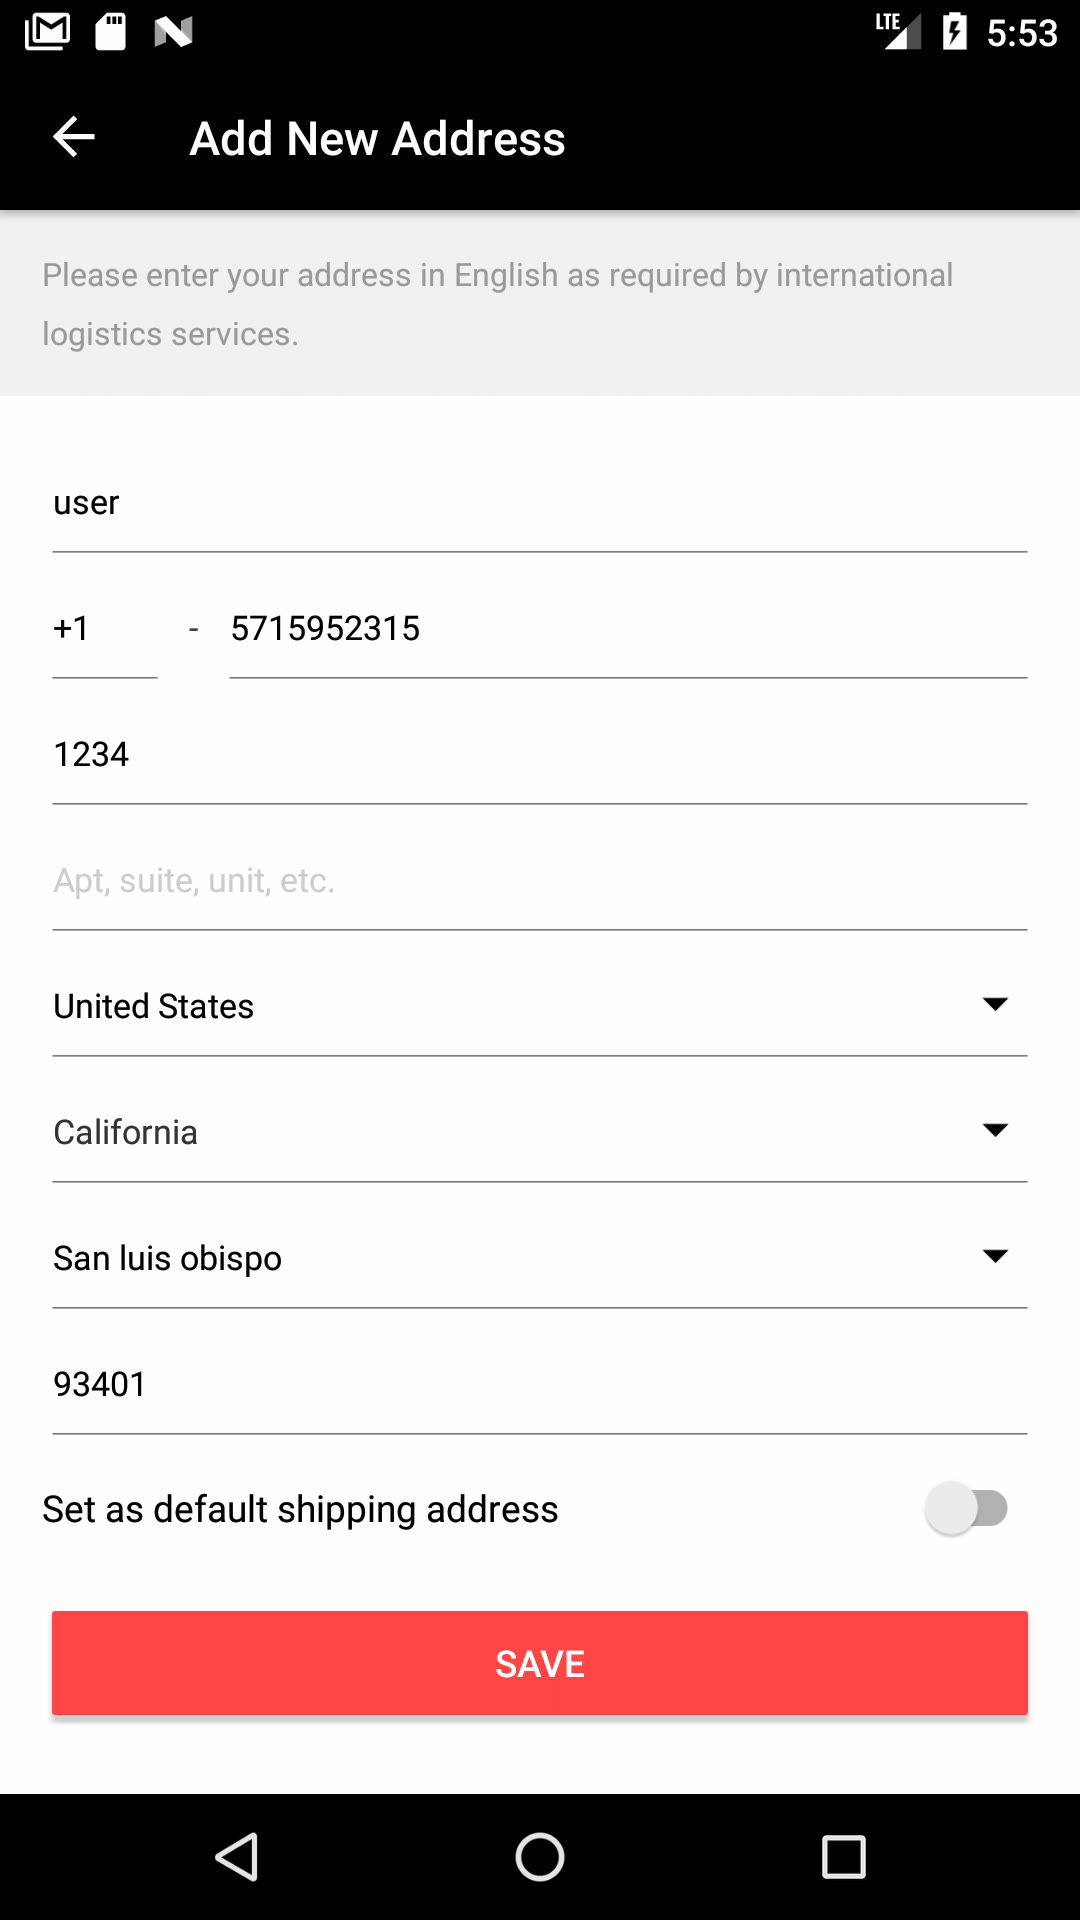 LTE 5:53
Add New Address
Please enter your address in English as required by international
logistics services.
user
+1 - 5715952315
1234
Apt, suite, unit, etc.
United States
California
San luis obispo
93401
Set as default shipping address
SAVE